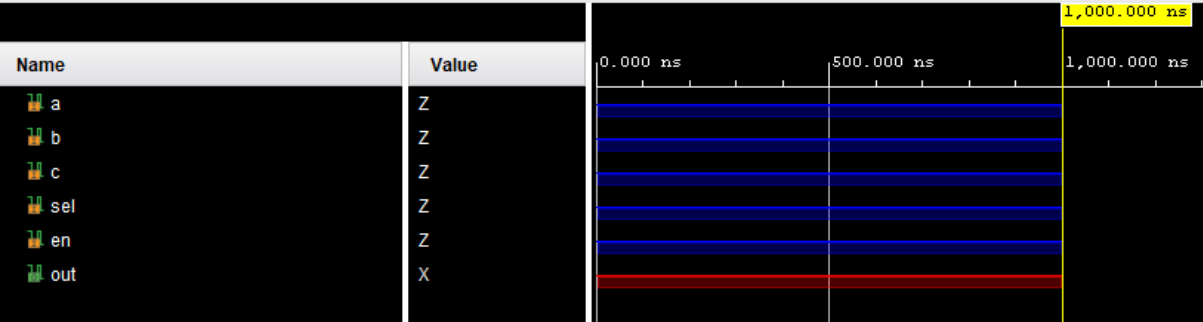 1,000.000 ns
Name Value 0.000 ns 500.000 ns 1,000.000 ns
a Z
b Z
c Z
sel Z
en Z
out X